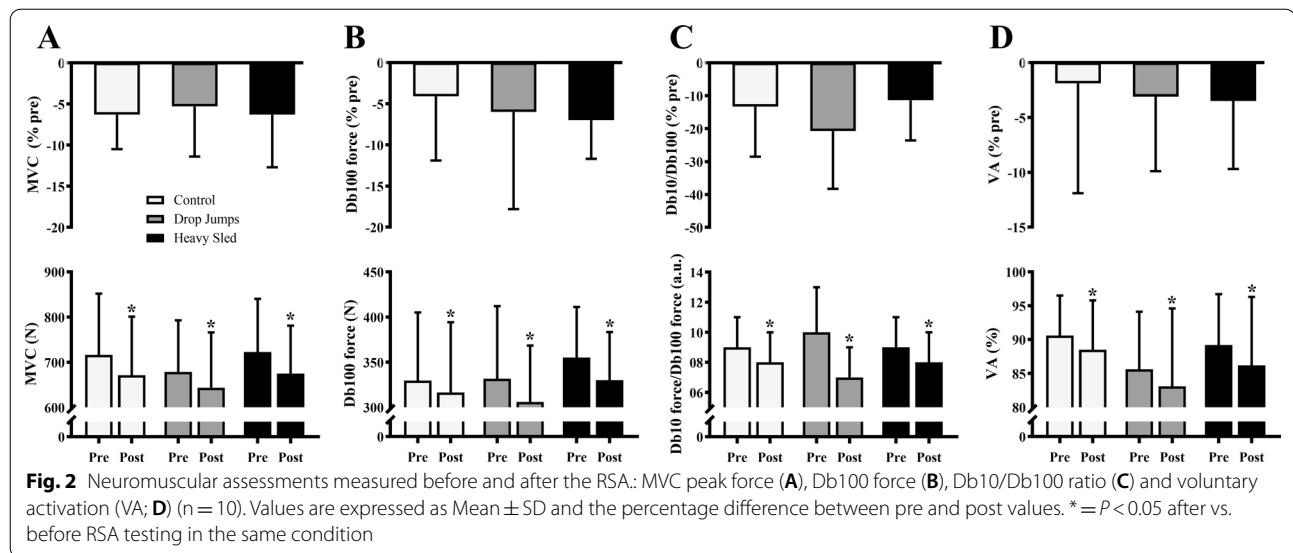 A
B
C
D
MVC (% pre)
0
-5
-10
-15
-20
Control
Drop Jumps
Heavy Sled
Db100 force (% pre)
0
-5
-10
-15
-20
Db10/Db100 (% pre)
0
-10
-20
-30
-40
-50
VA (% pre)
0
-5
-10
-15
MVC (N)
900
800
700
600
0
* * *
Pre Post Pre Post Pre Post
Db100 force (N)
450
400
350
300
0
* * *
Pre Post Pre Post Pre Post
Db10 force/Db100 force (a.u.)
14
12
10
08
06
0
* * *
Pre Post Pre Post Pre Post
VA (%)
100
95
90
85
80
0
* * *
Pre Post Pre Post Pre Post
Fig. 2 Neuromuscular assessments measured before and after the RSA.: MVC peak force (A), Db100 force (B), Db10/Db100 ratio (C) and voluntary
activation (VA; D) (n = 10). Values are expressed as Mean ± SD and the percentage difference between pre and post values. * = P < 0.05 after vs.
before RSA testing in the same condition